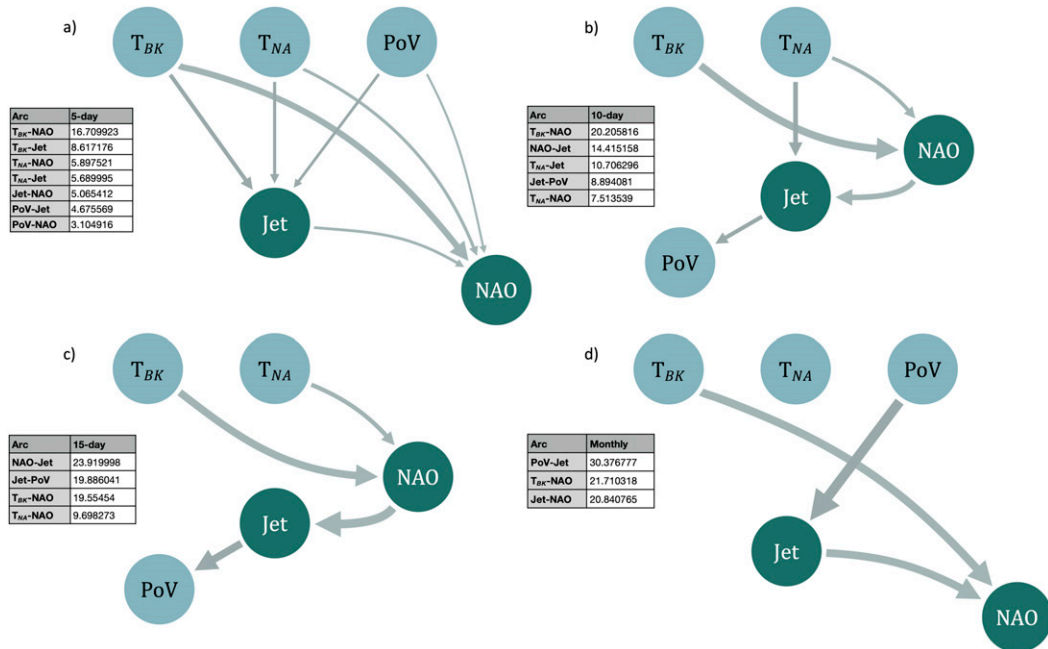 a)
T_BK
T_NA
PoV
Jet
NAO
Arc 5-day
T_BK-NAO 16.709923
T_BK-Jet 8.617176
T_NA-NAO 5.897521
T_NA-Jet 5.689995
Jet-NAO 5.065412
PoV-Jet 4.675569
PoV-NAO 3.104916
b)
T_BK
T_NA
NAO
Jet
PoV
Arc 10-day
T_BK-NAO 20.205816
NAO-Jet 14.415158
T_NA-Jet 10.706296
Jet-PoV 8.894081
T_NA-NAO 7.513539
c)
T_BK
T_NA
NAO
Jet
PoV
Arc 15-day
NAO-Jet 23.919998
Jet-PoV 19.886041
T_BK-NAO 19.55454
T_NA-NAO 9.698273
d)
T_BK
T_NA
PoV
Jet
NAO
Arc Monthly
PoV-Jet 30.376777
T_BK-NAO 21.710318
Jet-NAO 20.840765